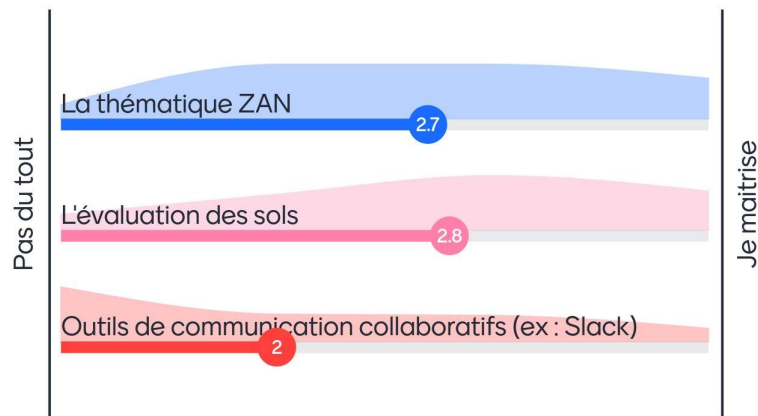 Pas du tout
La thématique ZAN
2.7
L'évaluation des sols
2.8
Outils de communication collaboratifs (ex : Slack)
2
Je maitrise